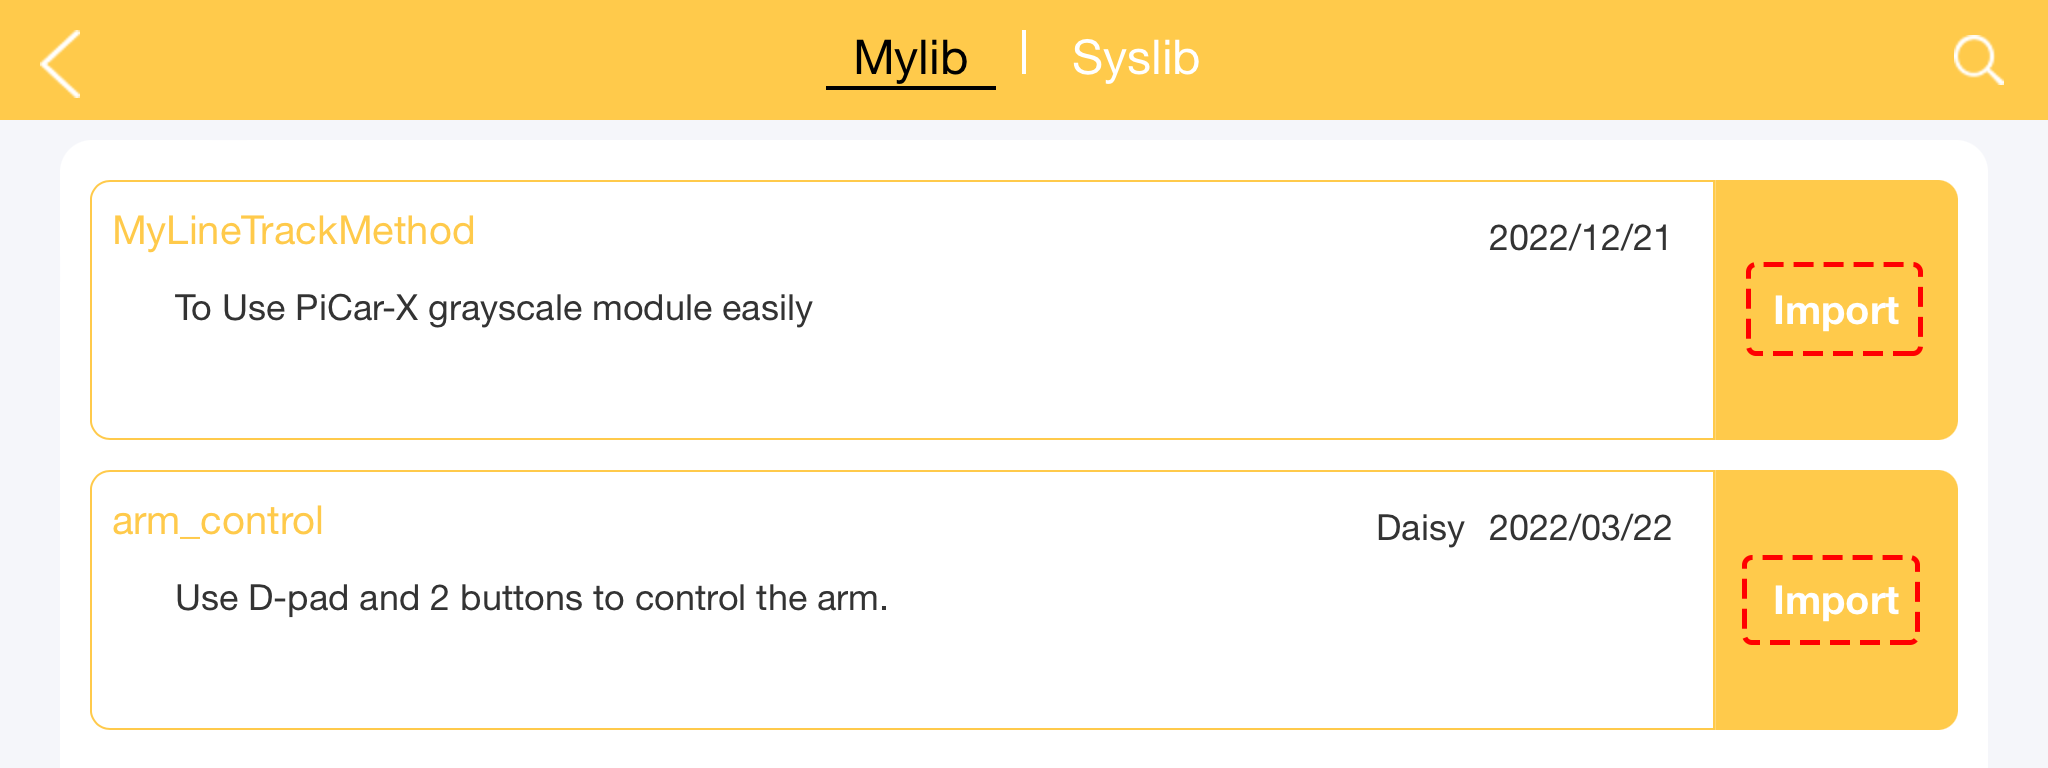 Mylib | Syslib
MyLineTrackMethod 2022/12/21
To Use PiCar-X grayscale module easily
Import
arm_control Daisy 2022/03/22
Use D-pad and 2 buttons to control the arm.
Import